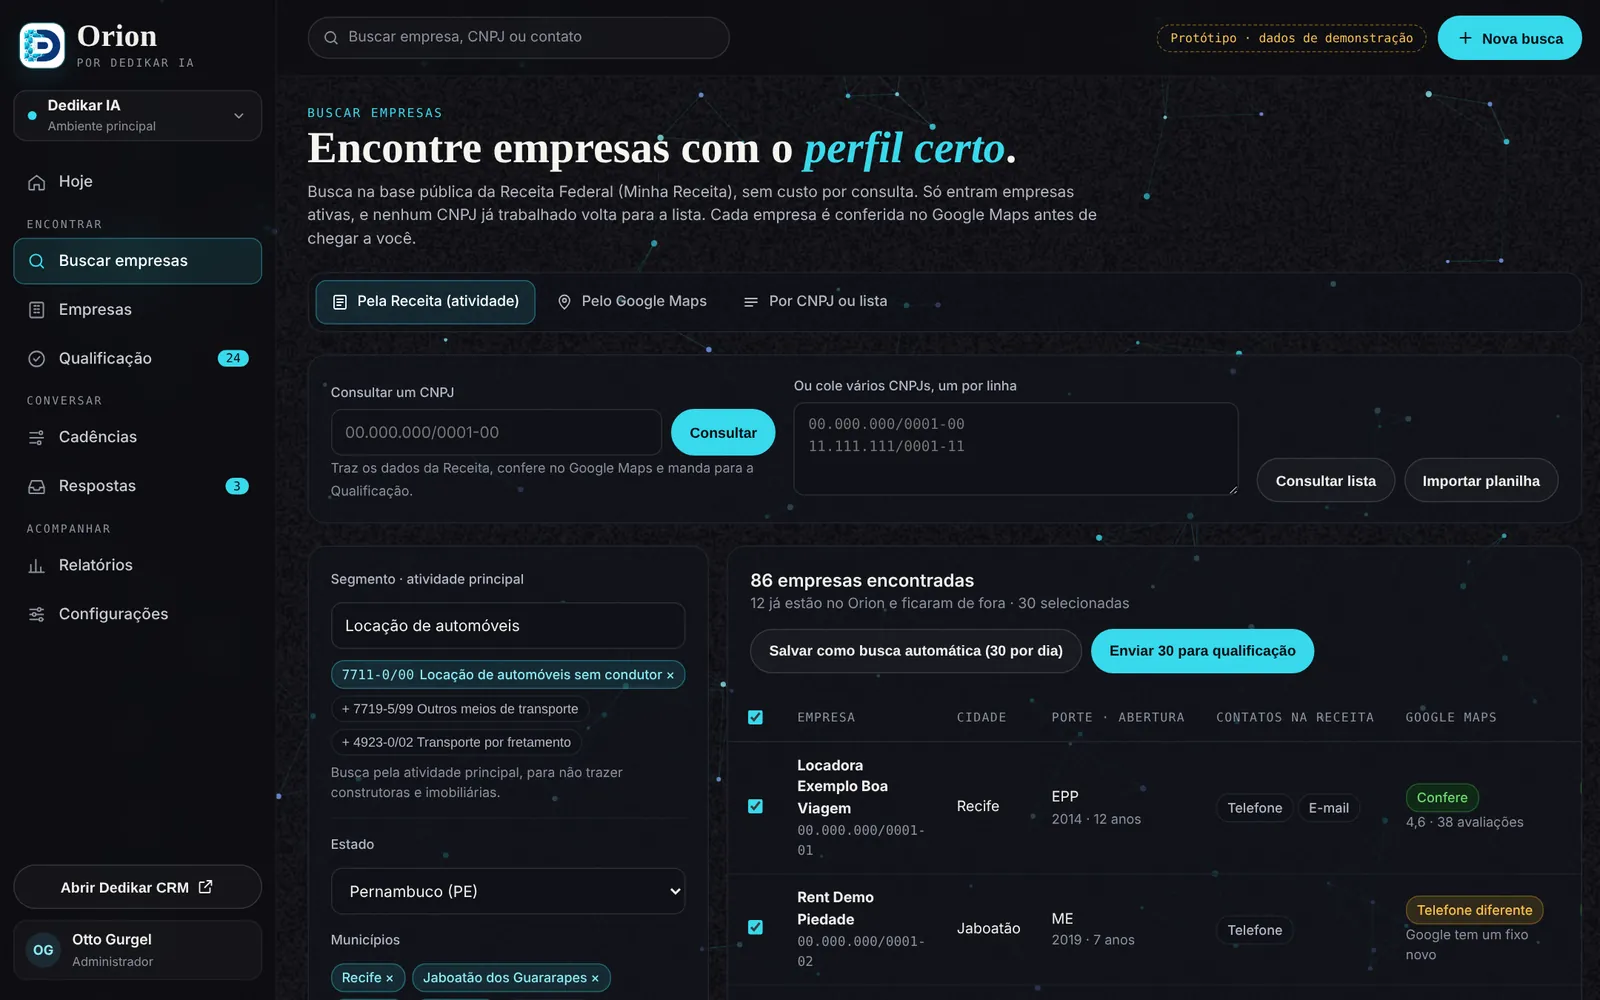 Orion
POR DEDIKAR IA
Dedikar IA
Ambiente principal
Hoje
ENCONTRAR
Buscar empresas
Empresas
Qualificação
24
CONVERSAR
Cadências
Respostas
3
ACOMPANHAR
Relatórios
Configurações
Abrir Dedikar CRM
OG
Otto Gurgel
Administrador
Buscar empresa, CNPJ ou contato
Protótipo · dados de demonstração
+ Nova busca
BUSCAR EMPRESAS
Encontre empresas com o perfil certo.
Busca na base pública da Receita Federal (Minha Receita), sem custo por consulta. Só entram empresas
ativas, e nenhum CNPJ já trabalhado volta para a lista. Cada empresa é conferida no Google Maps antes de
chegar a você.
Pela Receita (atividade)
Pelo Google Maps
Por CNPJ ou lista
Consultar um CNPJ
00.000.000/0001-00
Consultar
Traz os dados da Receita, confere no Google Maps e manda para a
Qualificação.
Ou cole vários CNPJs, um por linha
00.000.000/0001-00
11.111.111/0001-11
Consultar lista
Importar planilha
Segmento · atividade principal
Locação de automóveis
7711-0/00 Locação de automóveis sem condutor ×
+ 7719-5/99 Outros meios de transporte
+ 4923-0/02 Transporte por fretamento
Busca pela atividade principal, para não trazer
construtoras e imobiliárias.
Estado
Pernambuco (PE)
Municípios
Recife ×
Jaboatão dos Guararapes ×
86 empresas encontradas
12 já estão no Orion e ficaram de fora · 30 selecionadas
Salvar como busca automática (30 por dia)
Enviar 30 para qualificação
EMPRESA
CIDADE
PORTE · ABERTURA
CONTATOS NA RECEITA
GOOGLE MAPS
Locadora
Exemplo Boa
Viagem
00.000.000/0001-
01
Recife
EPP
2014 · 12 anos
Telefone
E-mail
Confere
4,6 · 38 avaliações
Rent Demo
Piedade
00.000.000/0001-
02
Jaboatão
ME
2019 · 7 anos
Telefone
Telefone diferente
Google tem um fixo
novo